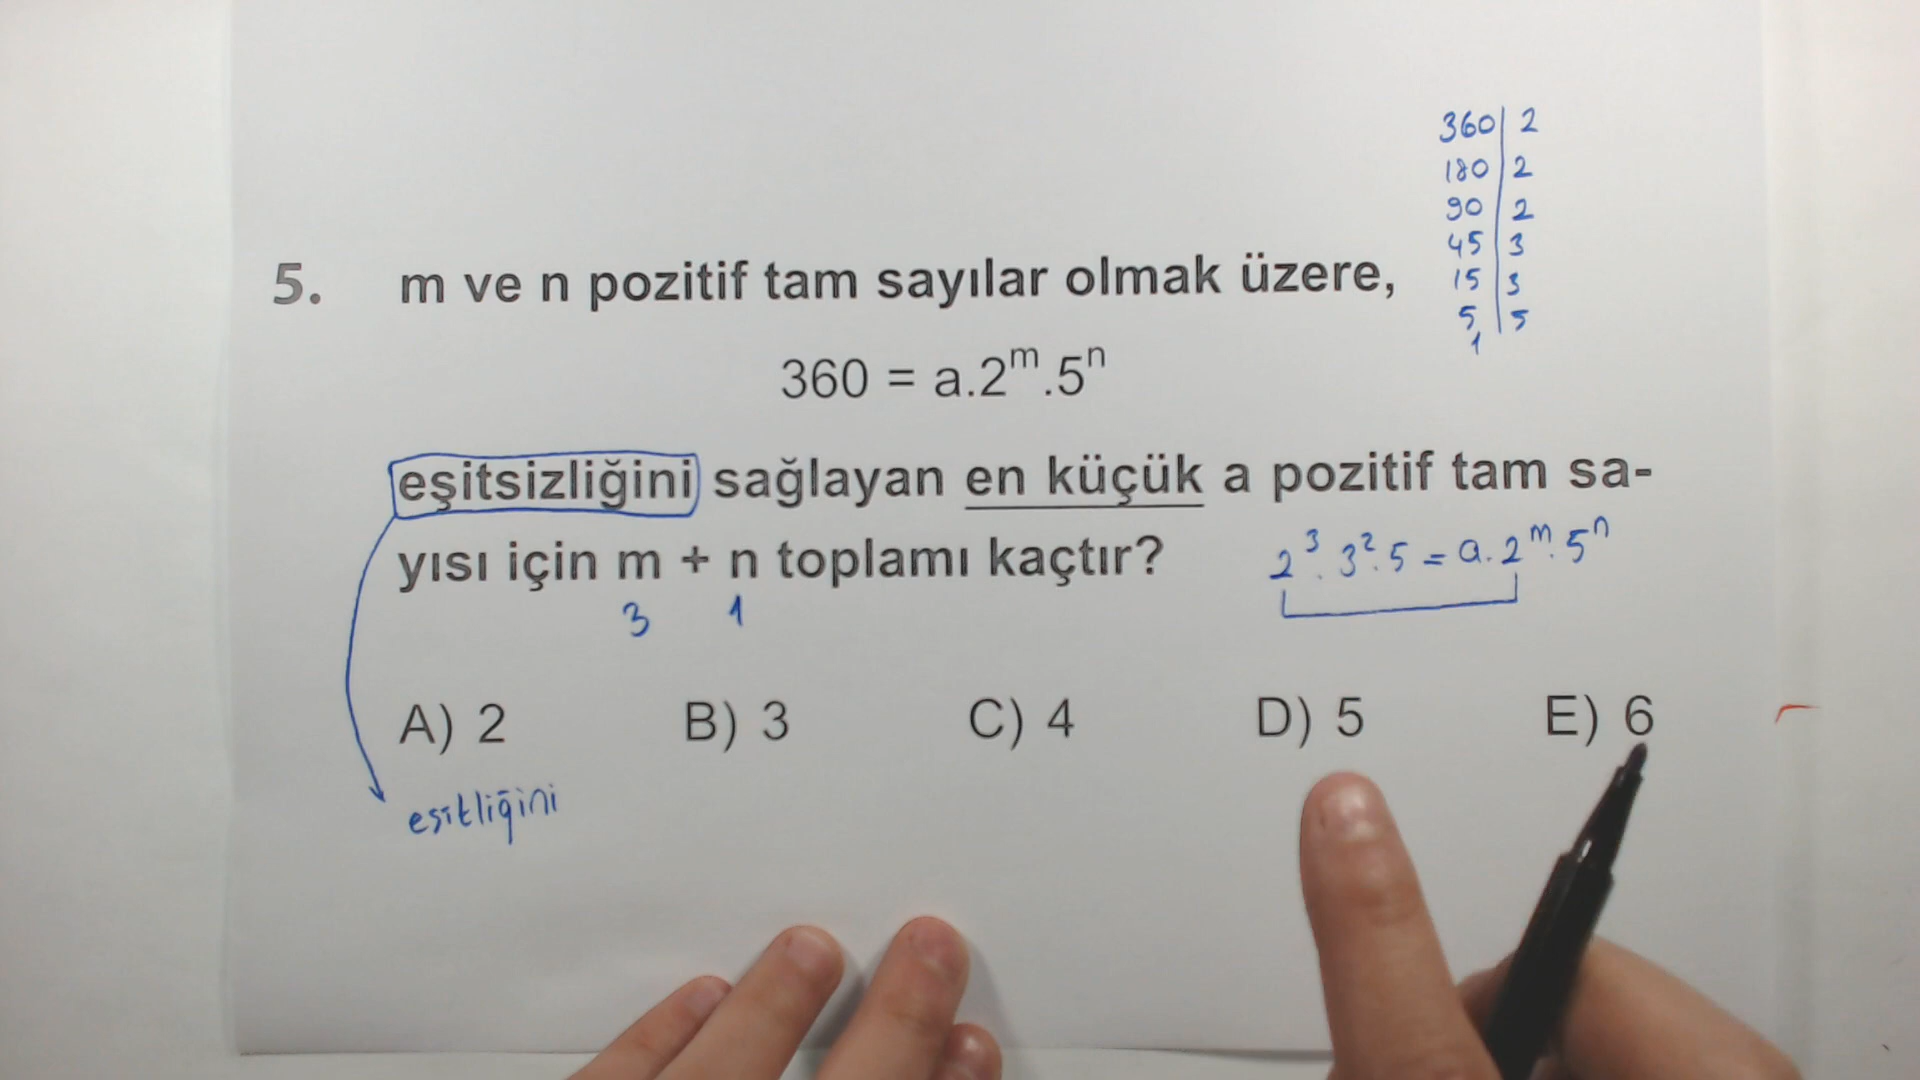 360 2
180 2
90 2
45 3
15 3
5 5
1
5. m ve n pozitif tam sayılar olmak üzere,
360 = a.2^m.5^n
eşitsizliğini sağlayan en küçük a pozitif tam sa-
yısı için m + n toplamı kaçtır?
2^3.3^2.5 = a.2^m.5^n
3 1
A) 2 B) 3 C) 4 D) 5 E) 6
eşitliğini